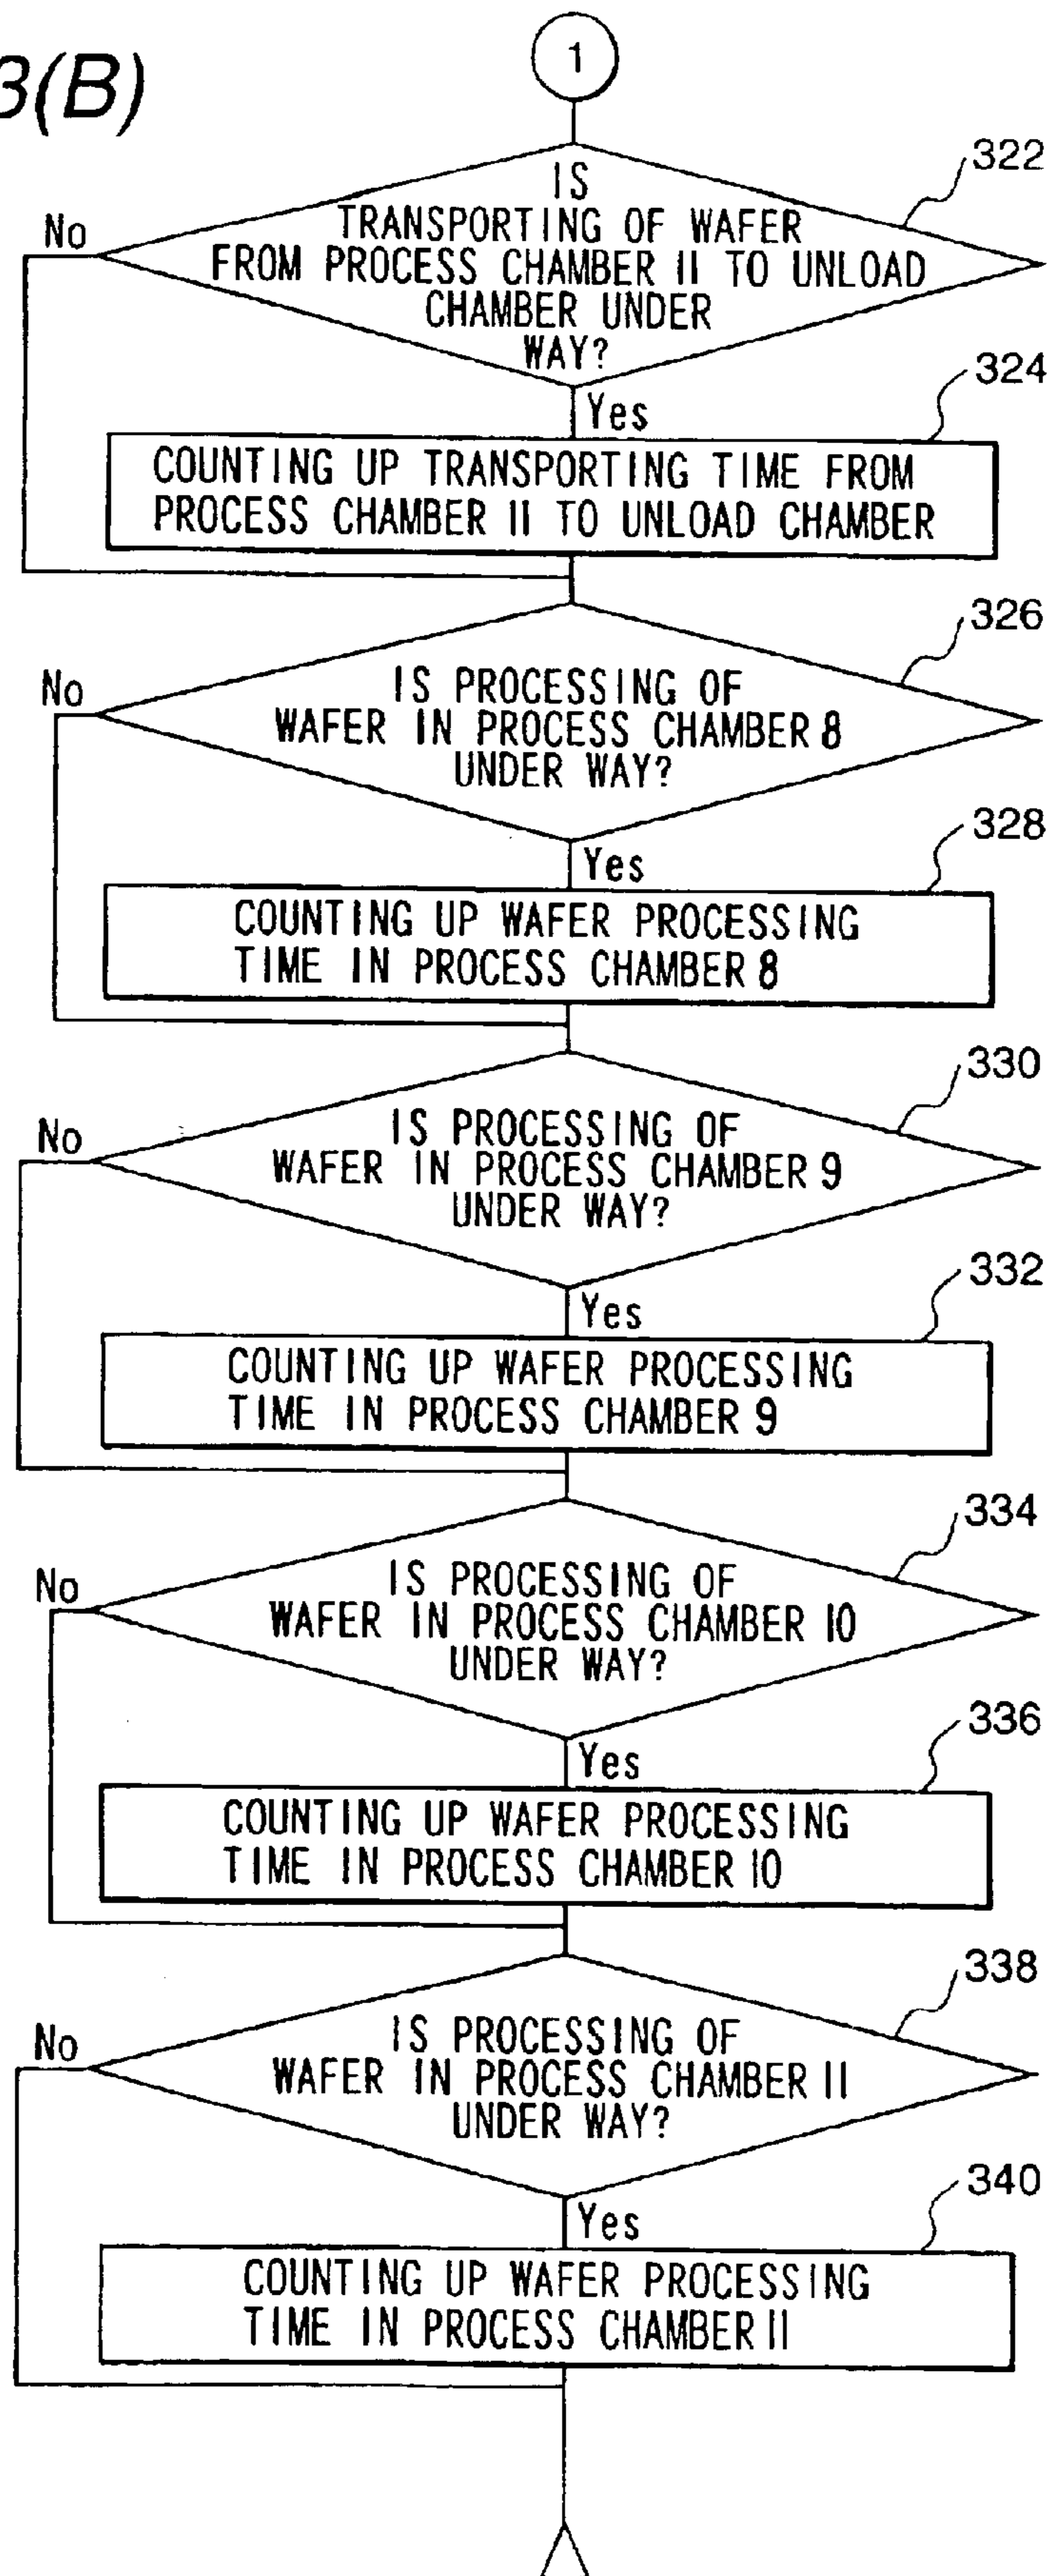 3(B)
1
322
IS
TRANSPORTING OF WAFER
FROM PROCESS CHAMBER 11 TO UNLOAD
CHAMBER UNDER
WAY?
No
Yes
324
COUNTING UP TRANSPORTING TIME FROM
PROCESS CHAMBER 11 TO UNLOAD CHAMBER
326
No
IS PROCESSING OF
WAFER IN PROCESS CHAMBER 8
UNDER WAY?
Yes
328
COUNTING UP WAFER PROCESSING
TIME IN PROCESS CHAMBER 8
330
No
IS PROCESSING OF
WAFER IN PROCESS CHAMBER 9
UNDER WAY?
Yes
332
COUNTING UP WAFER PROCESSING
TIME IN PROCESS CHAMBER 9
334
No
IS PROCESSING OF
WAFER IN PROCESS CHAMBER 10
UNDER WAY?
Yes
336
COUNTING UP WAFER PROCESSING
TIME IN PROCESS CHAMBER 10
338
No
IS PROCESSING OF
WAFER IN PROCESS CHAMBER 11
UNDER WAY?
Yes
340
COUNTING UP WAFER PROCESSING
TIME IN PROCESS CHAMBER 11